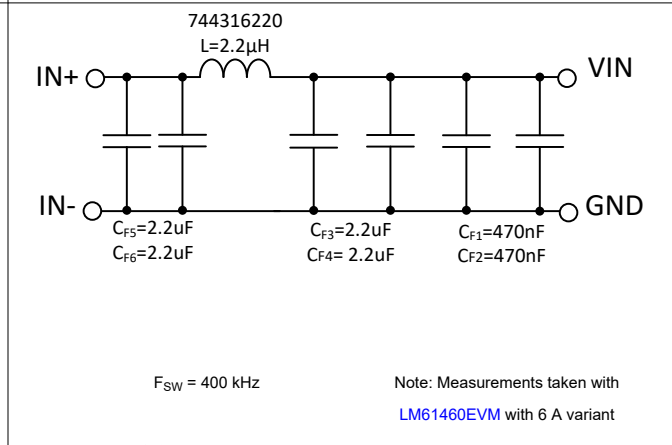 744316220
L=2.2µH
IN+
VIN
IN-
GND
CF5=2.2uF
CF6=2.2uF
CF3=2.2uF
CF4= 2.2uF
CF1=470nF
CF2=470nF
FSW = 400 kHz
Note: Measurements taken with
LM61460EVM with 6 A variant